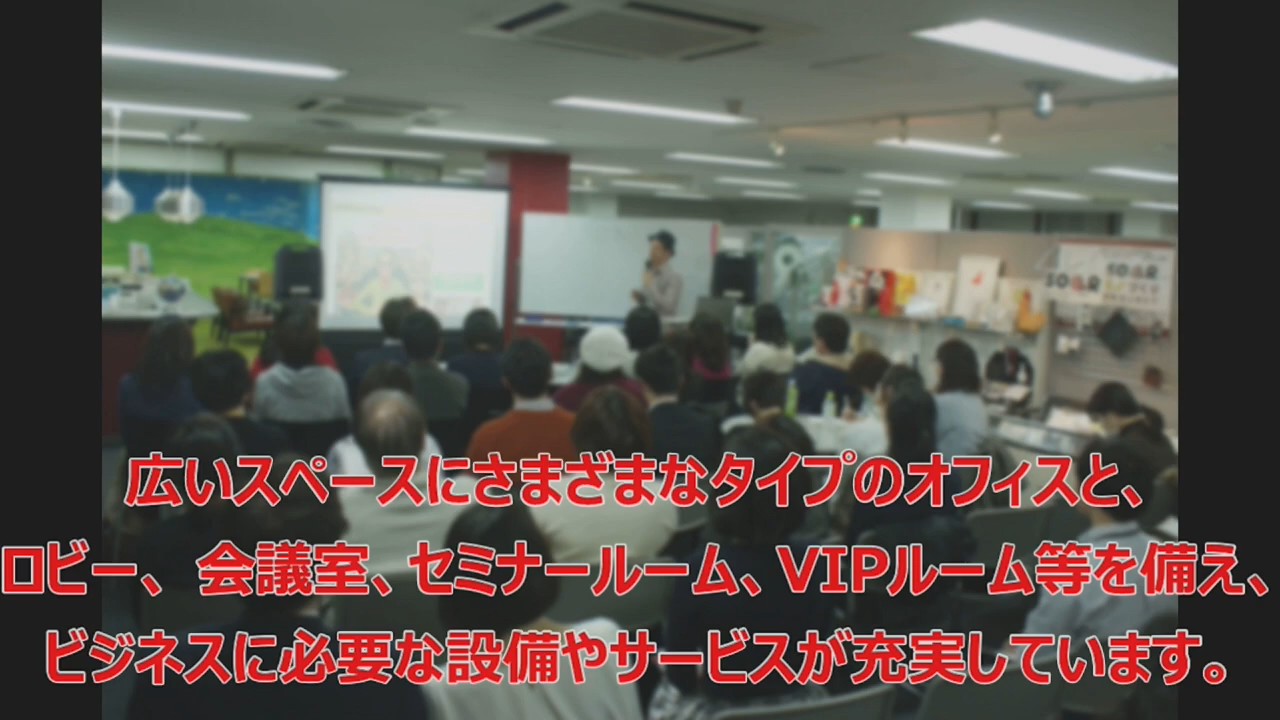 SOAR
SOAR
広いスペースにさまざまなタイプのオフィスと、
ロビー、会議室、セミナールーム、VIPルーム等を備え、
ビジネスに必要な設備やサービスが充実しています。